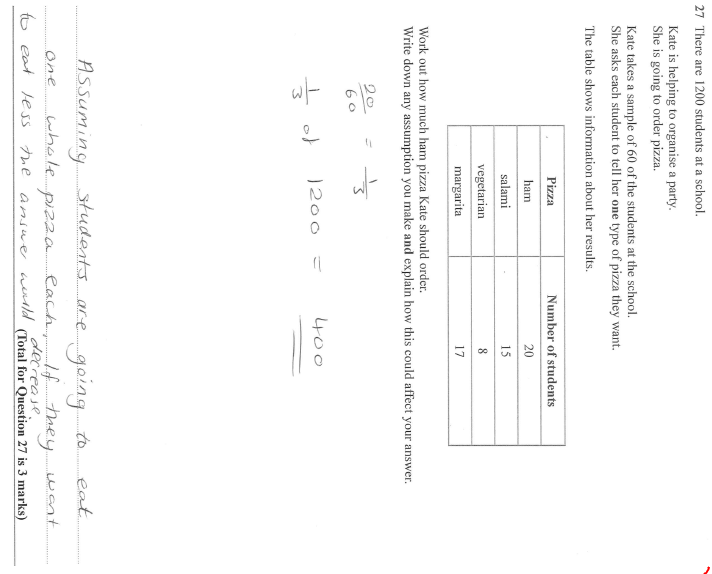 27 There are 1200 students at a school.
Kate is helping to organise a party.
She is going to order pizza.
Kate takes a sample of 60 of the students at the school.
She asks each student to tell her one type of pizza they want.
The table shows information about her results.
Pizza Number of students
ham 20
salami 15
vegetarian 8
margarita 17
Work out how much ham pizza Kate should order.
Write down any assumption you make and explain how this could affect your answer.
20/60 = 1/3
1/3 of 1200 = 400
Assuming students are going to eat
one whole pizza each, If they want
to eat less the answe would decrease.
(Total for Question 27 is 3 marks)